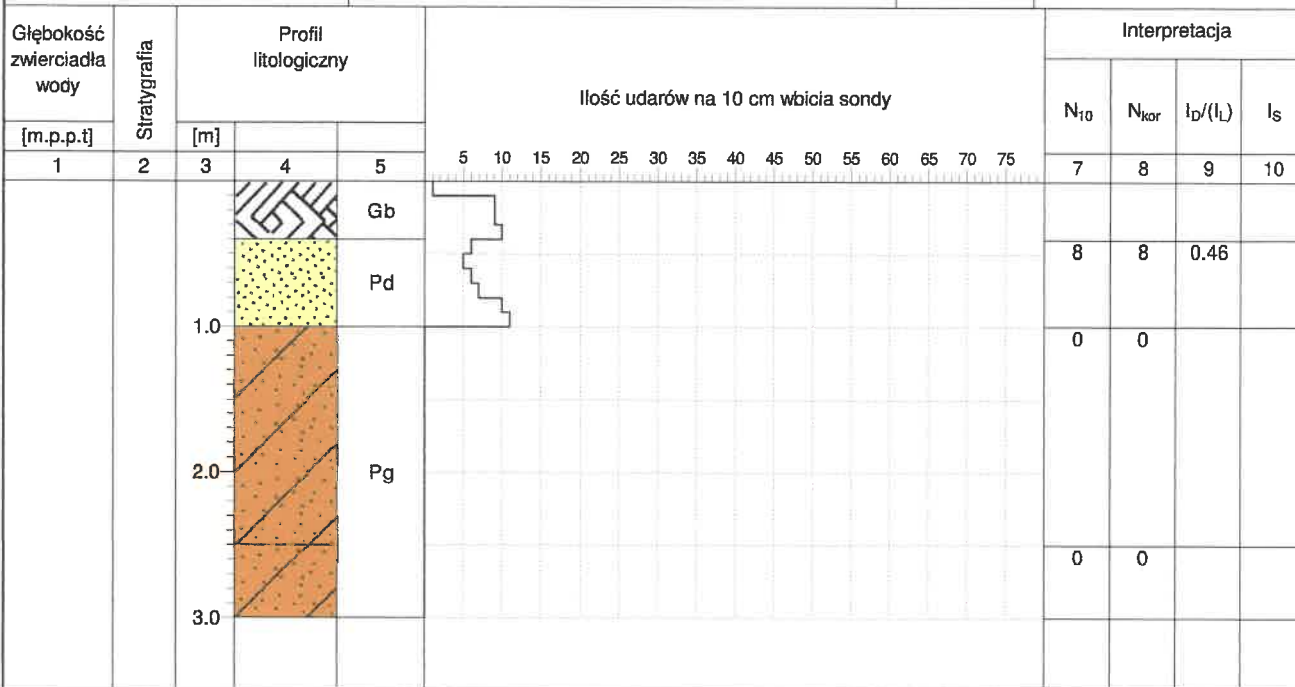 Głębokość zwierciadła wody
[m.p.p.t]
Stratygrafia
Profil litologiczny
[m]
Ilość udarów na 10 cm wbicia sondy
5 10 15 20 25 30 35 40 45 50 55 60 65 70 75
Interpretacja
N10 Nkor ID/(IL) IS
1 2 3 4 5 7 8 9 10
Gb
Pd
8 8 0.46
1.0
0 0
2.0
Pg
0 0
3.0